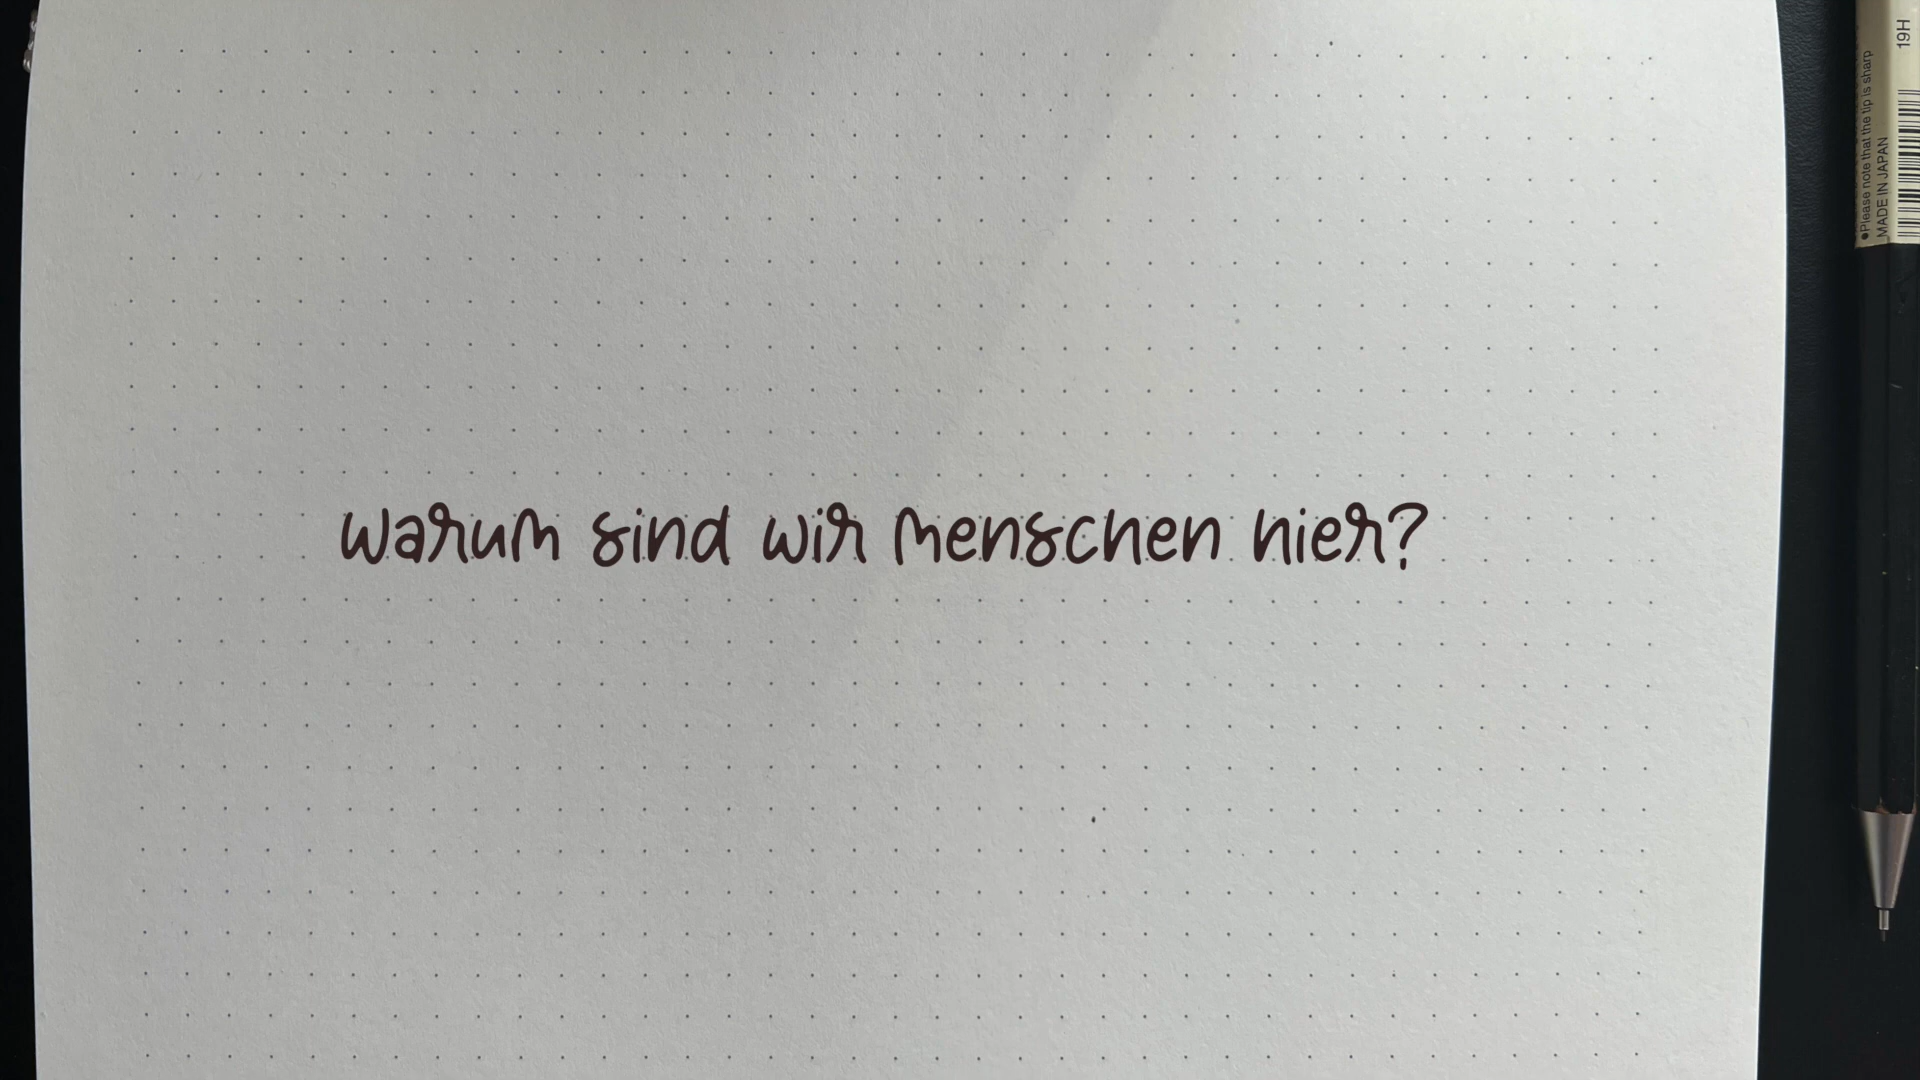 warum sind wir menschen hier?
19H
•Please note that the tip is sharp
MADE IN JAPAN